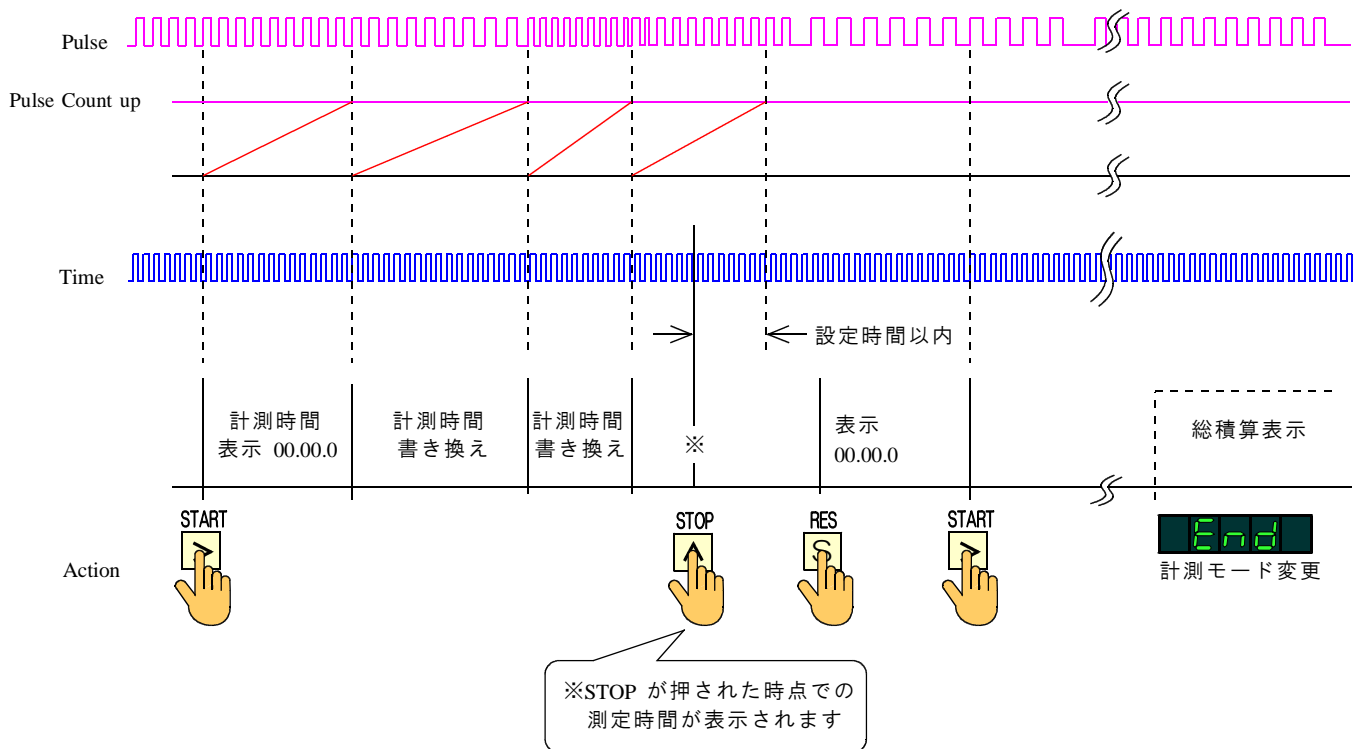 Pulse
Pulse Count up
Time
設定時間以内
計測時間
表示 00.00.0
計測時間
書き換え
計測時間
書き換え
※
表示
00.00.0
総積算表示
START
STOP
RES
START
>
∧
S
>
End
計測モード変更
Action
※STOP が押された時点での
測定時間が表示されます